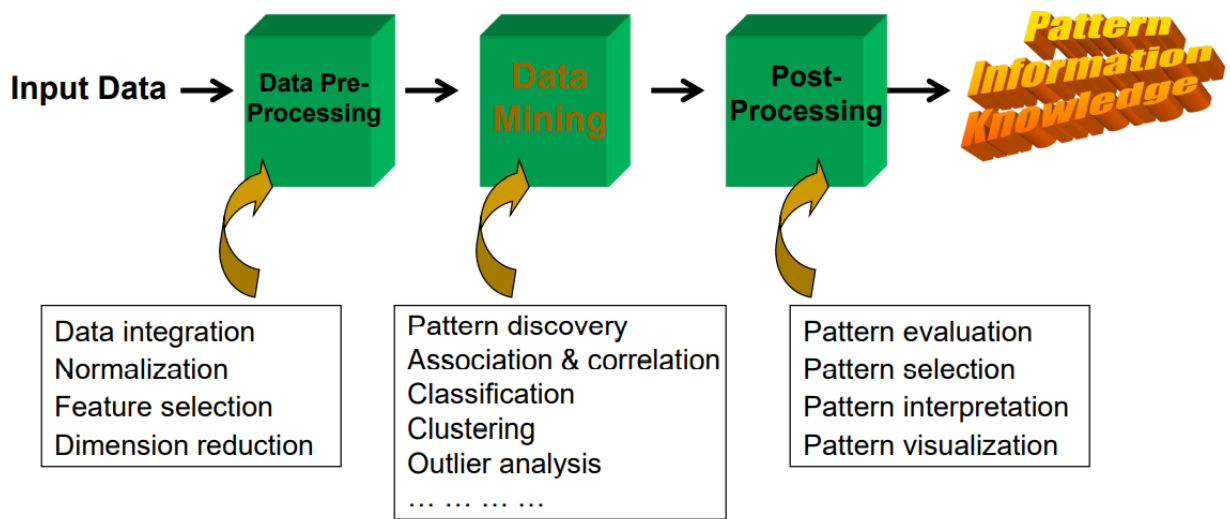 Input Data
Data Pre-
Processing
Data
Mining
Post-
Processing
Pattern
Information
Knowledge
Data integration
Normalization
Feature selection
Dimension reduction
Pattern discovery
Association & correlation
Classification
Clustering
Outlier analysis
… … … …
Pattern evaluation
Pattern selection
Pattern interpretation
Pattern visualization